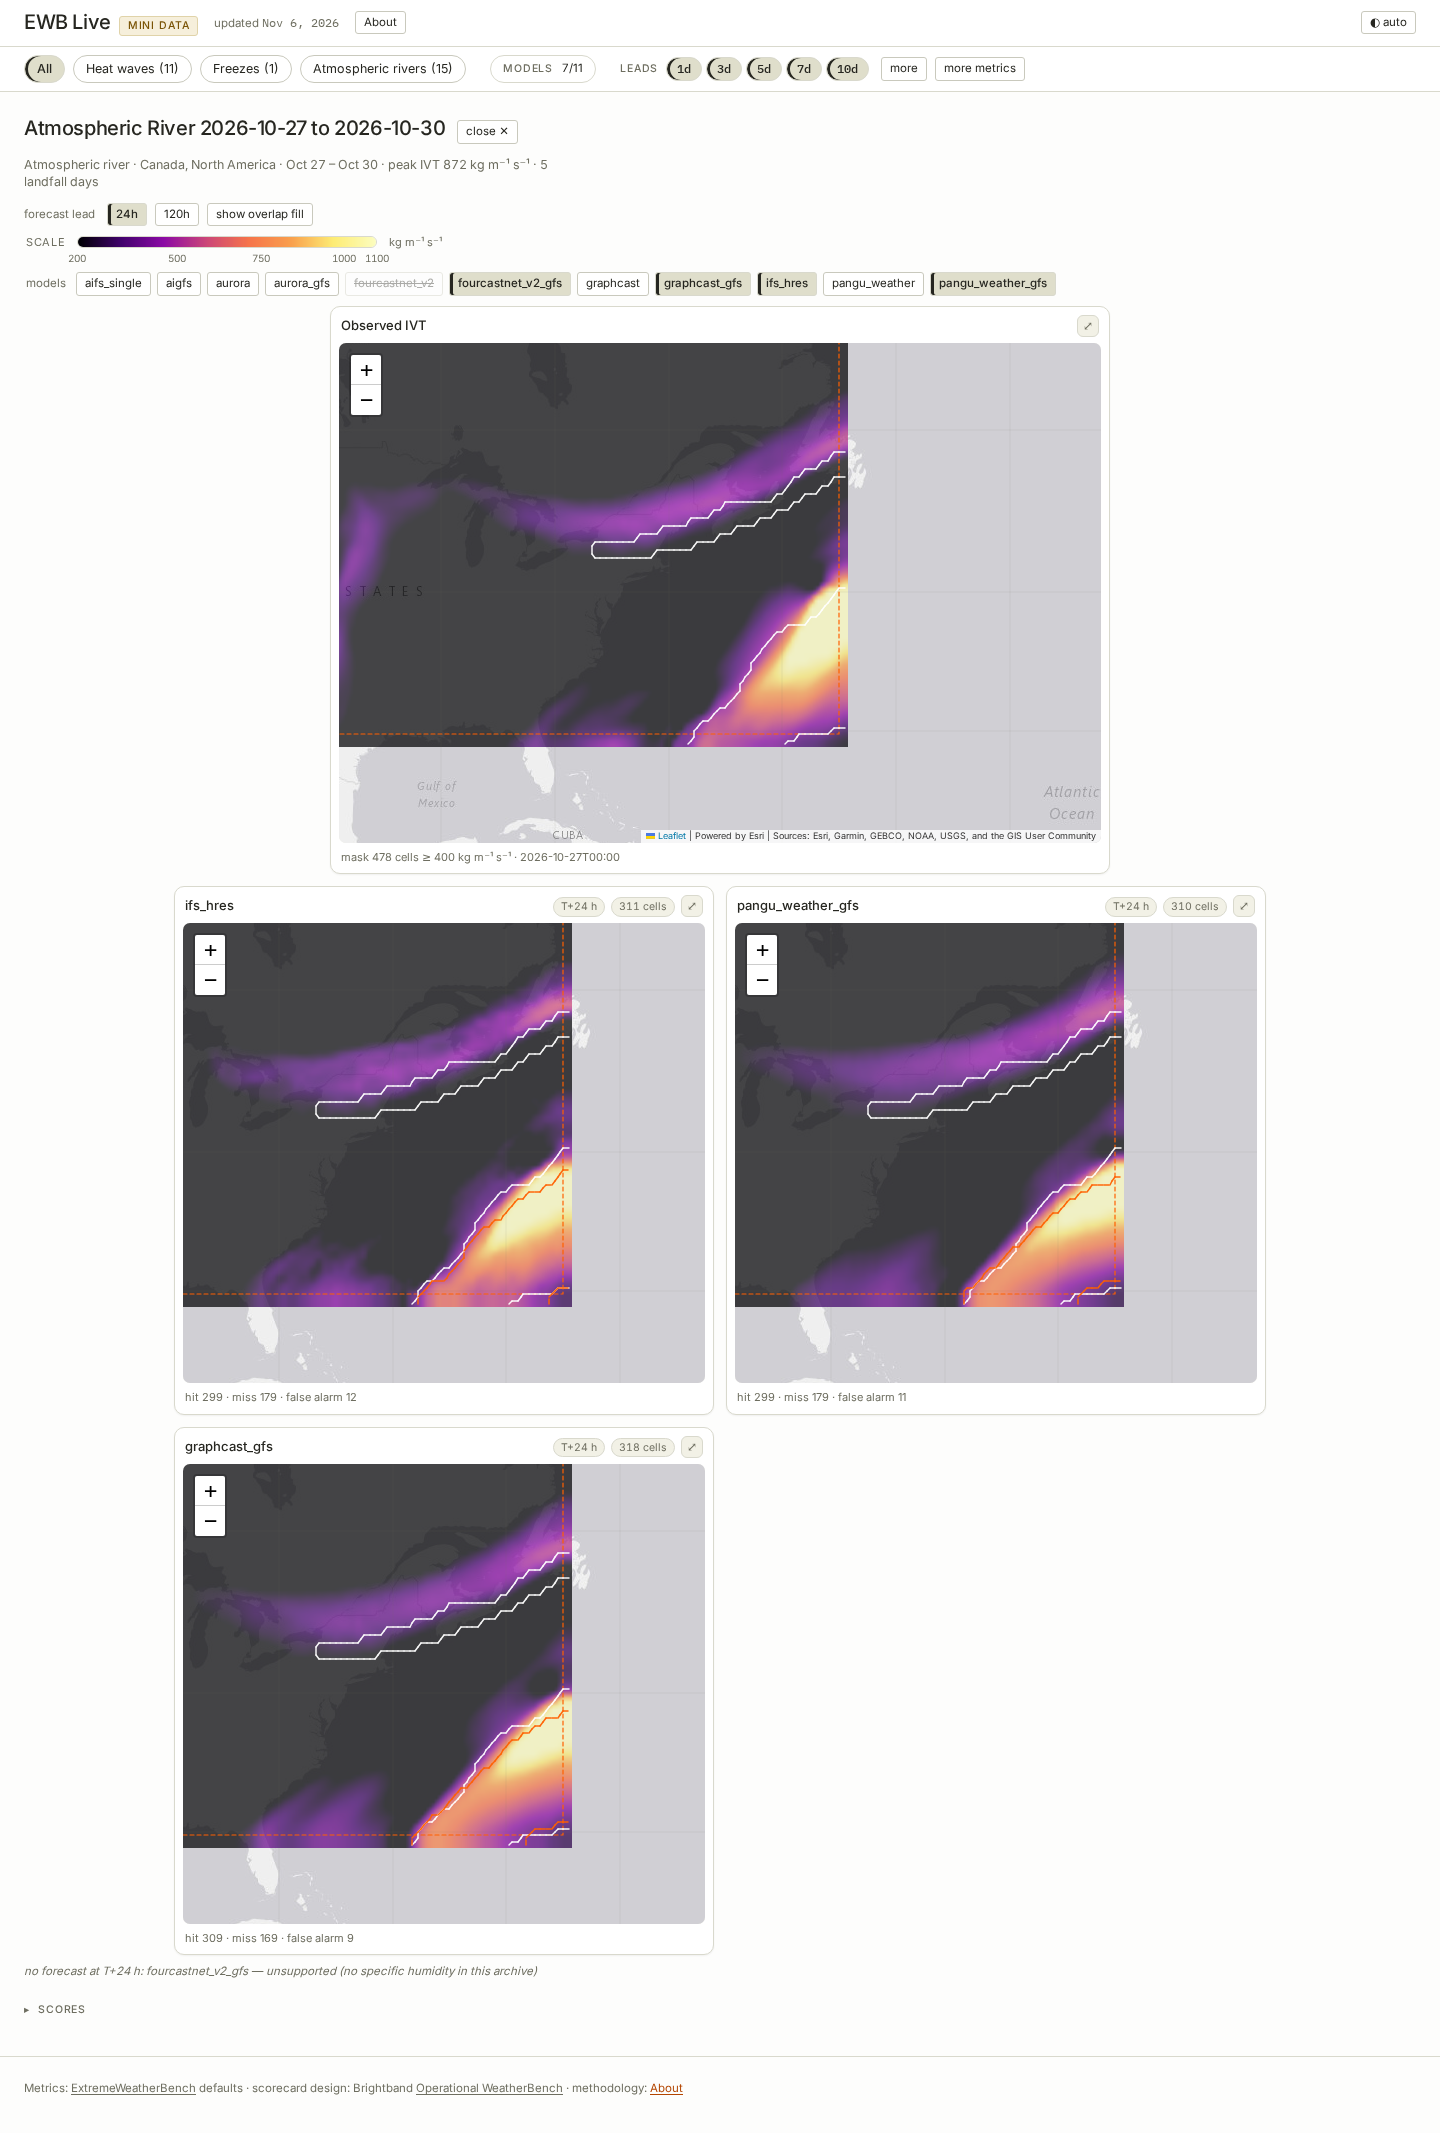 EWB Live MINI DATA updated Nov 6, 2026 About ◐ auto
All Heat waves (11) Freezes (1) Atmospheric rivers (15) MODELS 7/11 LEADS 1d 3d 5d 7d 10d more more metrics
Atmospheric River 2026-10-27 to 2026-10-30 close ✕
Atmospheric river · Canada, North America · Oct 27 – Oct 30 · peak IVT 872 kg m⁻¹ s⁻¹ · 5
landfall days
forecast lead 24h 120h show overlap fill
SCALE kg m⁻¹ s⁻¹
200 500 750 1000 1100
models aifs_single aigfs aurora aurora_gfs fourcastnet_v2 fourcastnet_v2_gfs graphcast graphcast_gfs ifs_hres pangu_weather pangu_weather_gfs
Observed IVT ⤢
+
−
STATES
Gulf of
Mexico
Atlantic
Ocean
CUBA
Leaflet | Powered by Esri | Sources: Esri, Garmin, GEBCO, NOAA, USGS, and the GIS User Community
mask 478 cells ≥ 400 kg m⁻¹ s⁻¹ · 2026-10-27T00:00
ifs_hres T+24 h 311 cells ⤢
+
−
hit 299 · miss 179 · false alarm 12
pangu_weather_gfs T+24 h 310 cells ⤢
+
−
hit 299 · miss 179 · false alarm 11
graphcast_gfs T+24 h 318 cells ⤢
+
−
hit 309 · miss 169 · false alarm 9
no forecast at T+24 h: fourcastnet_v2_gfs — unsupported (no specific humidity in this archive)
▸ SCORES
Metrics: ExtremeWeatherBench defaults · scorecard design: Brightband Operational WeatherBench · methodology: About